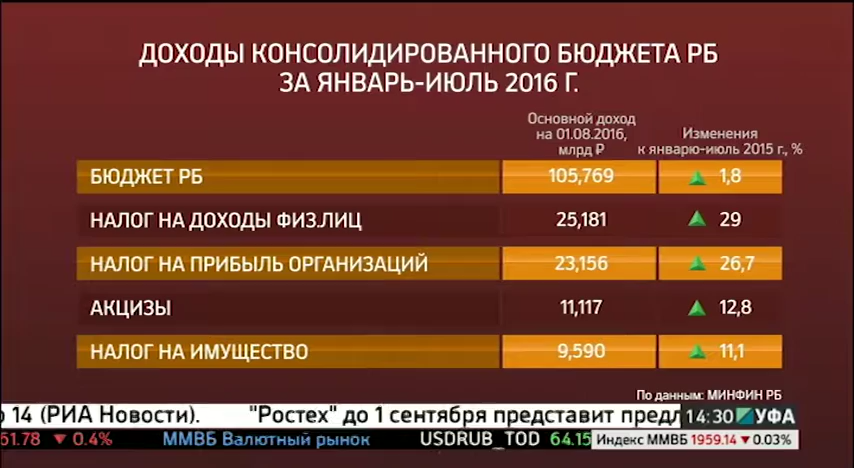 ДОХОДЫ КОНСОЛИДИРОВАННОГО БЮДЖЕТА РБ
ЗА ЯНВАРЬ-ИЮЛЬ 2016 Г.
Основной доход
на 01.08.2016,
млрд ₽
Изменения
к январю-июль 2015 г., %
БЮДЖЕТ РБ 105,769 ▲ 1,8
НАЛОГ НА ДОХОДЫ ФИЗ.ЛИЦ 25,181 ▲ 29
НАЛОГ НА ПРИБЫЛЬ ОРГАНИЗАЦИЙ 23,156 ▲ 26,7
АКЦИЗЫ 11,117 ▲ 12,8
НАЛОГ НА ИМУЩЕСТВО 9,590 ▲ 11,1
По данным: МИНФИН РБ
14 (РИА Новости). "Ростех" до 1 сентября представит предл 14:30 УФА
61.78 ▼ 0.4% ММВБ Валютный рынок USDRUB_TOD 64.15 Индекс ММВБ 1959.14 ▼ 0.03%